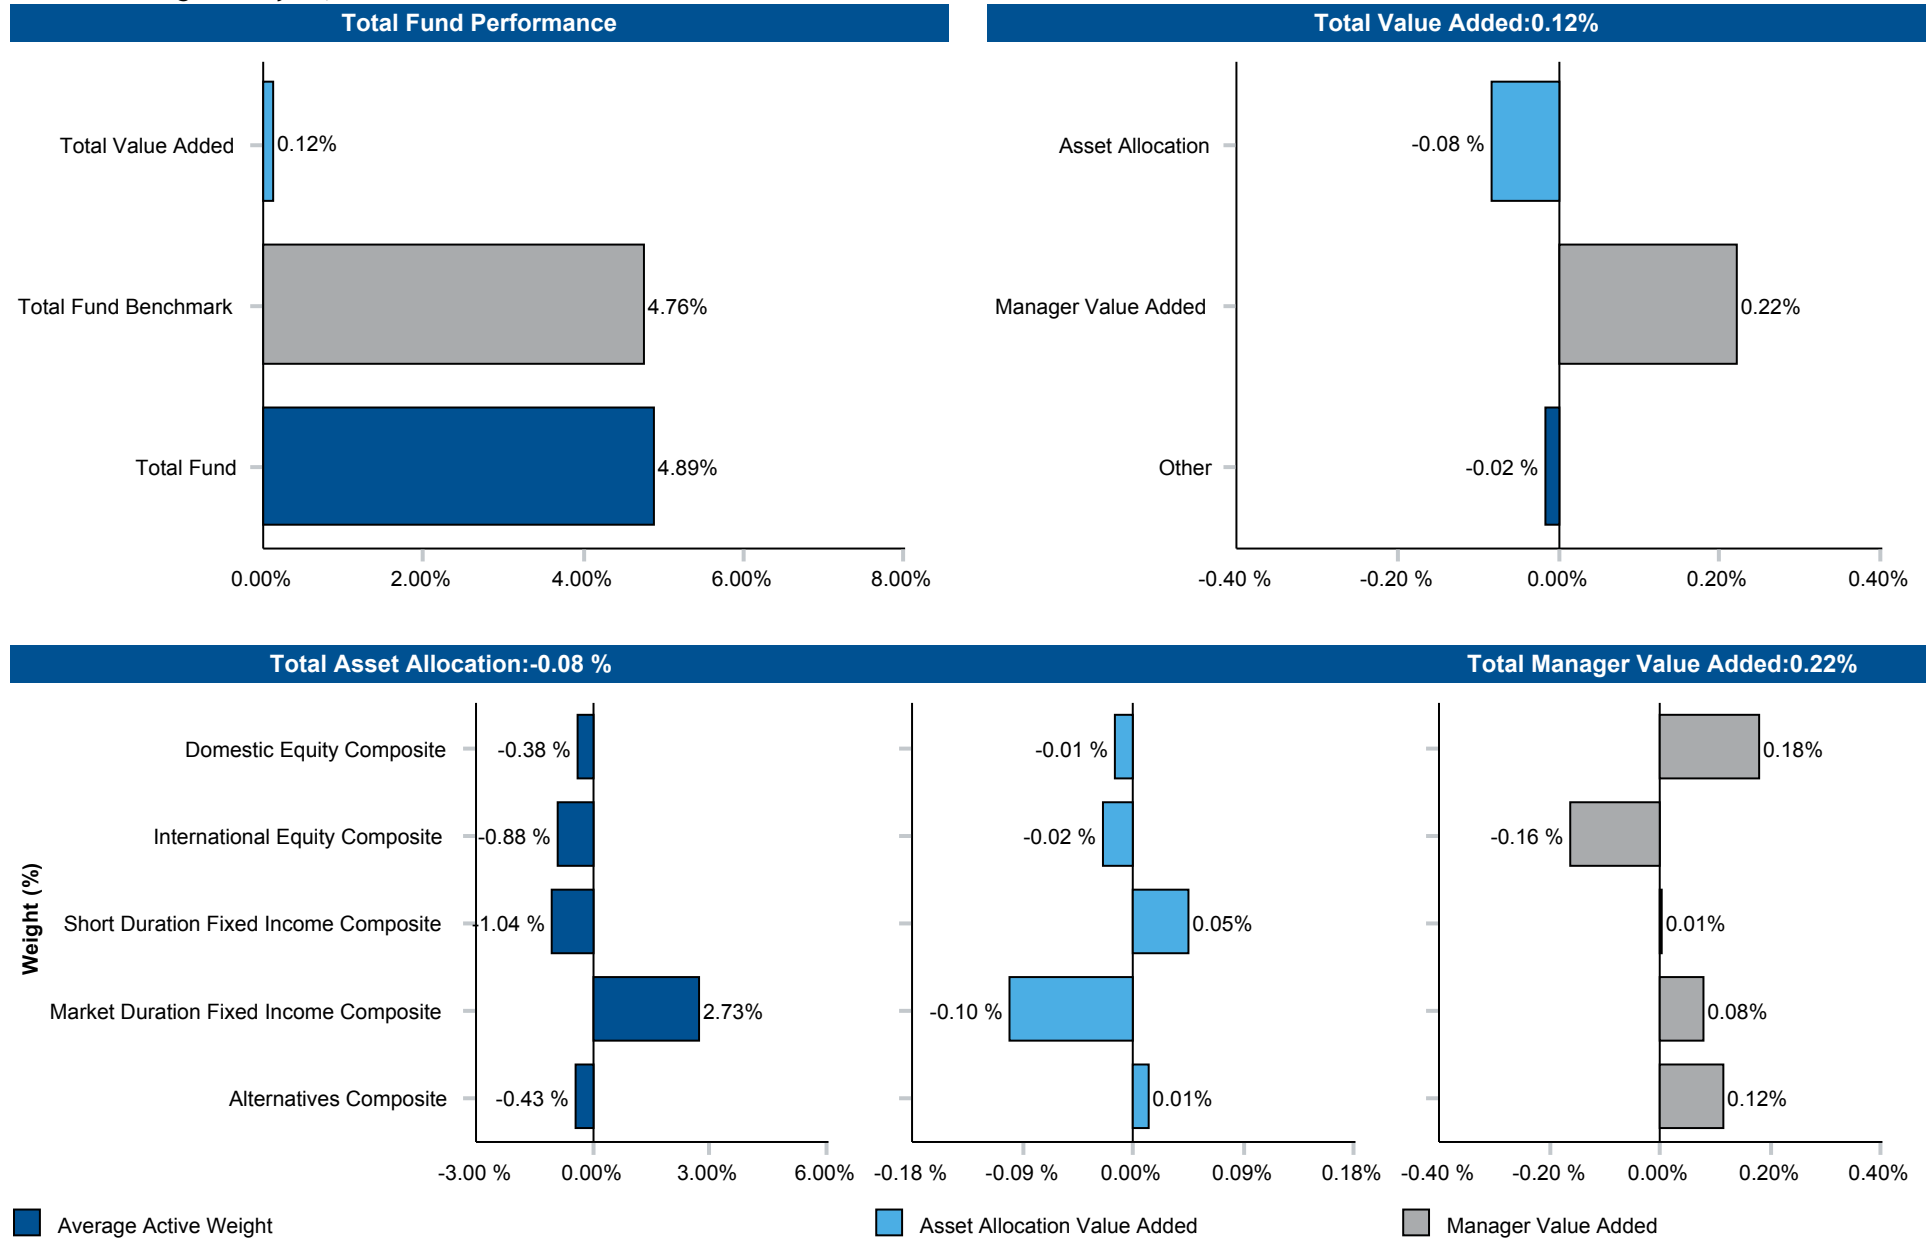 Total Fund Performance
Total Value Added
0.12%
Total Fund Benchmark
4.76%
Total Fund
4.89%
0.00% 2.00% 4.00% 6.00% 8.00%
Total Value Added:0.12%
Asset Allocation
-0.08 %
Manager Value Added
0.22%
Other
-0.02 %
-0.40 % -0.20 % 0.00% 0.20% 0.40%
Total Asset Allocation:-0.08 %
Total Manager Value Added:0.22%
Weight (%)
Domestic Equity Composite -0.38 % -0.01 % 0.18%
International Equity Composite -0.88 % -0.02 % -0.16 %
Short Duration Fixed Income Composite -1.04 % 0.05% 0.01%
Market Duration Fixed Income Composite 2.73% -0.10 % 0.08%
Alternatives Composite -0.43 % 0.01% 0.12%
-3.00 % 0.00% 3.00% 6.00% -0.18 % -0.09 % 0.00% 0.09% 0.18% -0.40 % -0.20 % 0.00% 0.20% 0.40%
Average Active Weight
Asset Allocation Value Added
Manager Value Added